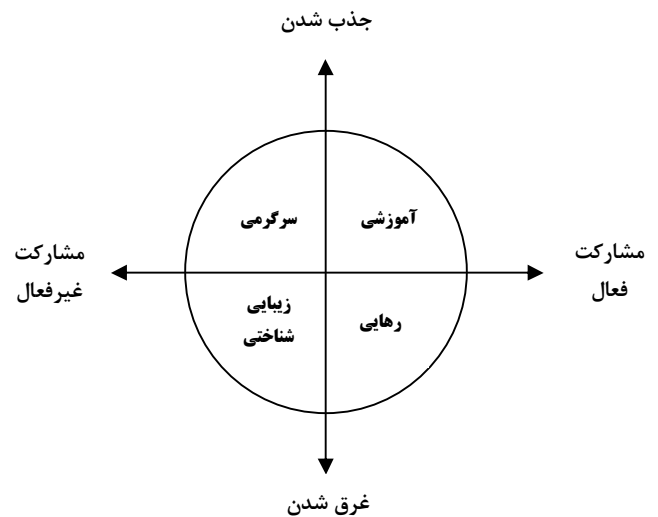 جذب شدن
سرگرمی
آموزشی
مشارکت
غیرفعال
مشارکت
فعال
زیبایی
شناختی
رهایی
غرق شدن